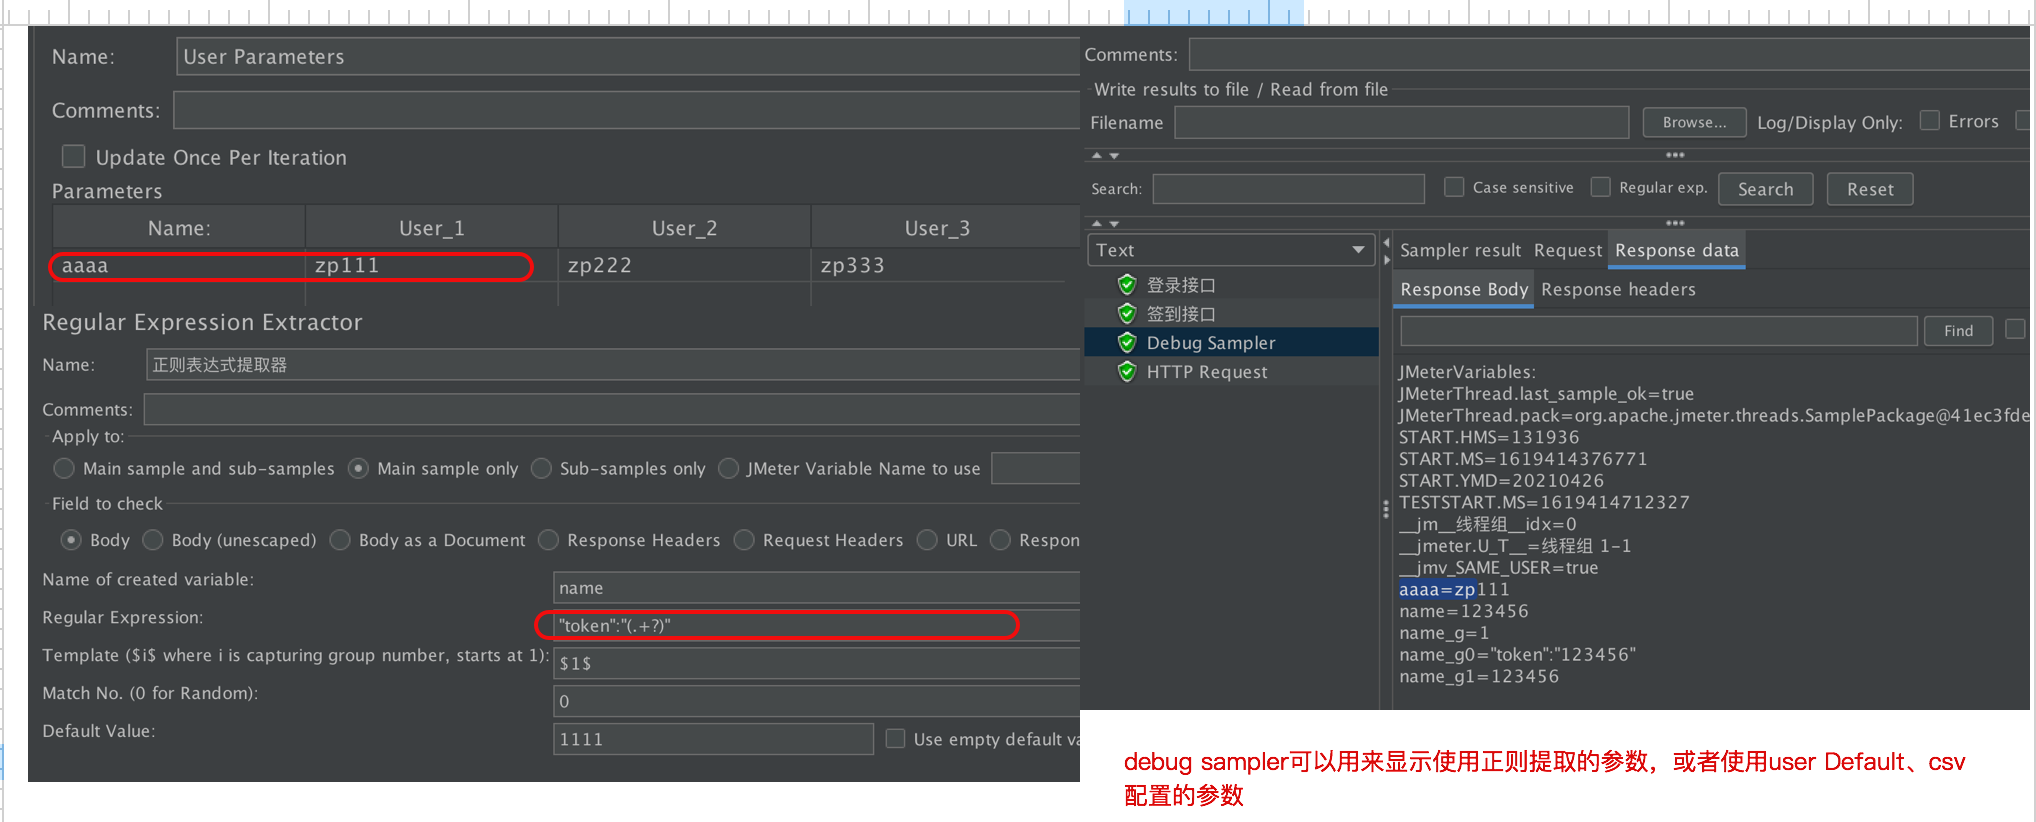 Name:
User Parameters
Comments:
Update Once Per Iteration
Parameters
Name: User_1 User_2 User_3
aaaa zp111 zp222 zp333
Regular Expression Extractor
Name: 正则表达式提取器
Comments:
Apply to:
Main sample and sub-samples Main sample only Sub-samples only JMeter Variable Name to use
Field to check
Body Body (unescaped) Body as a Document Response Headers Request Headers URL Respon
Name of created variable: name
Regular Expression: "token":"(.+?)"
Template ($i$ where i is capturing group number, starts at 1): $1$
Match No. (0 for Random): 0
Default Value: 1111 Use empty default va
Comments:
Write results to file / Read from file
Filename Browse... Log/Display Only: Errors
Search: Case sensitive Regular exp. Search Reset
Text
登录接口
签到接口
Debug Sampler
HTTP Request
Sampler result Request Response data
Response Body Response headers
Find
JMeterVariables:
JMeterThread.last_sample_ok=true
JMeterThread.pack=org.apache.jmeter.threads.SamplePackage@41ec3fde
START.HMS=131936
START.MS=1619414376771
START.YMD=20210426
TESTSTART.MS=1619414712327
__jm__线程组__idx=0
__jmeter.U_T__=线程组 1-1
__jmv_SAME_USER=true
aaaa=zp111
name=123456
name_g=1
name_g0="token":"123456"
name_g1=123456
debug sampler可以用来显示使用正则提取的参数，或者使用user Default、csv
配置的参数